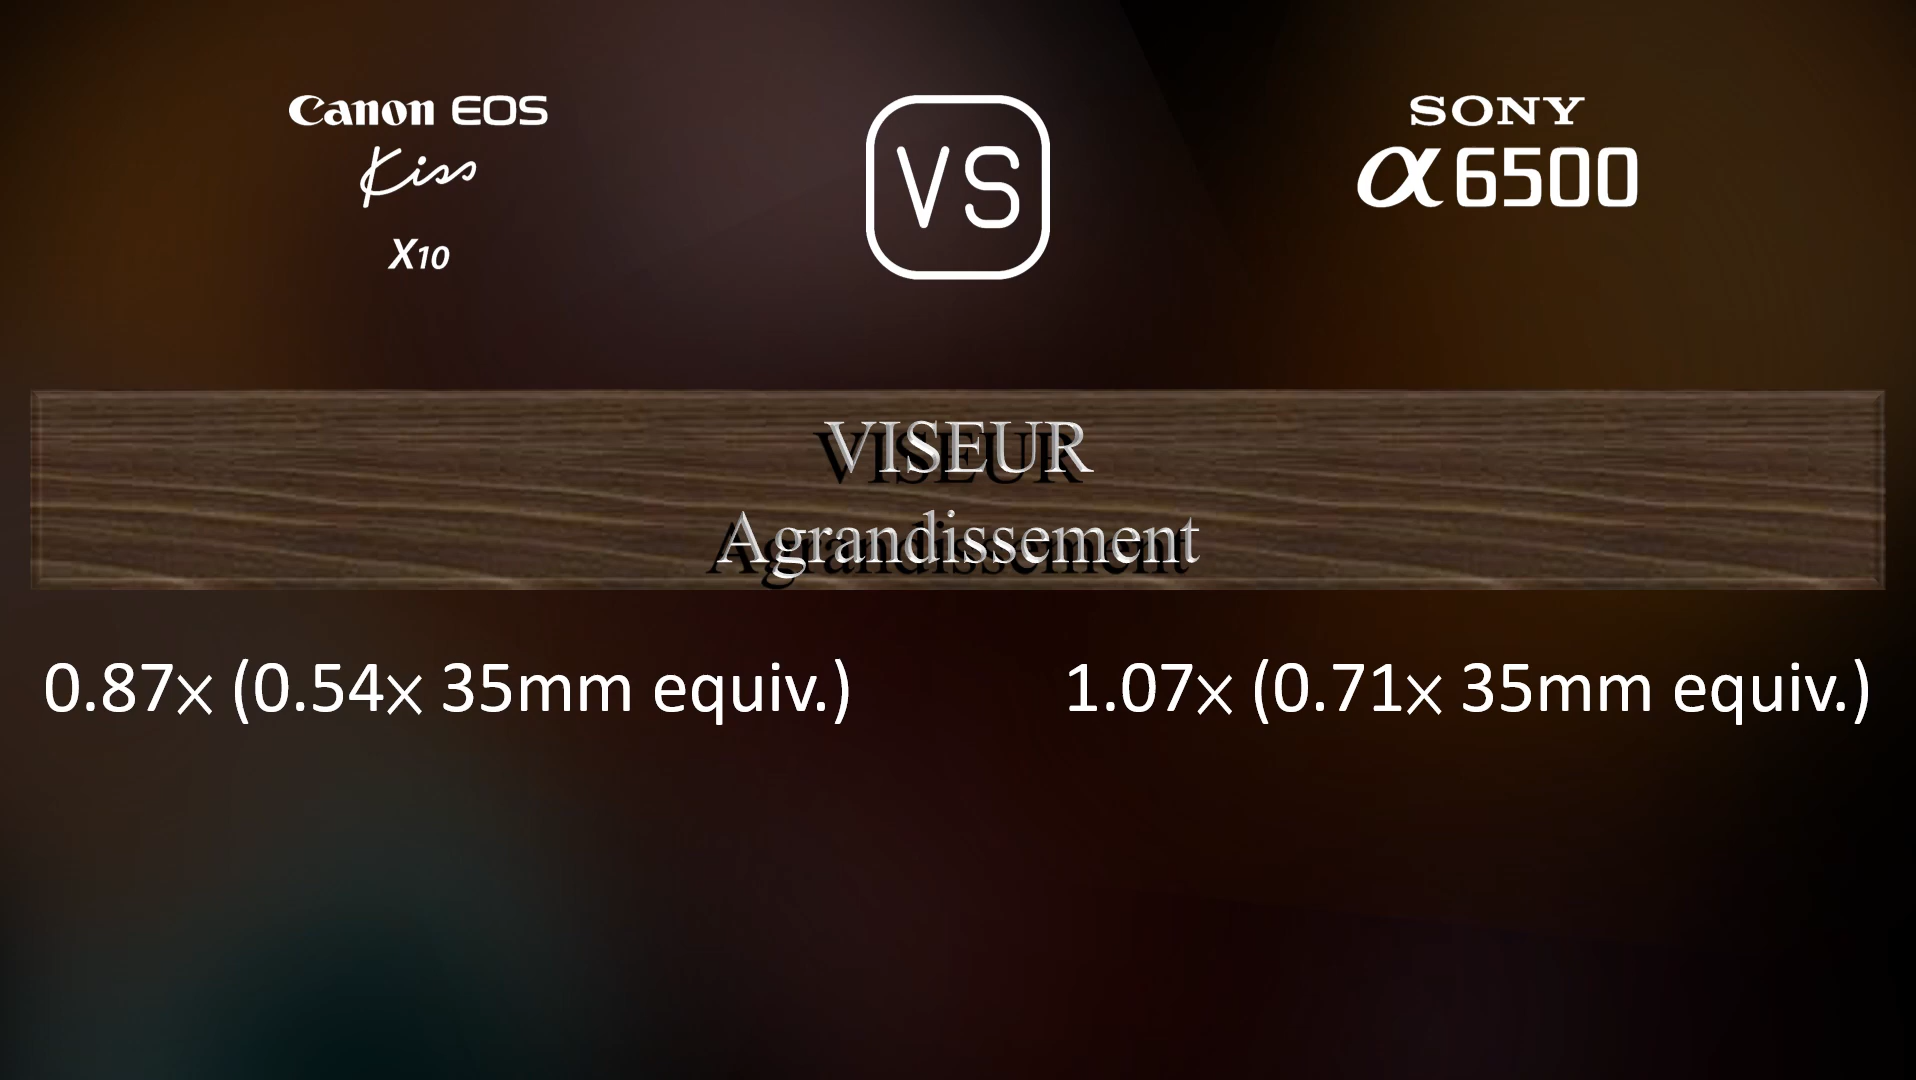 Canon EOS
Kiss
X10
VS
SONY
α6500
VISEUR
Agrandissement
0.87x (0.54x 35mm equiv.)
1.07x (0.71x 35mm equiv.)